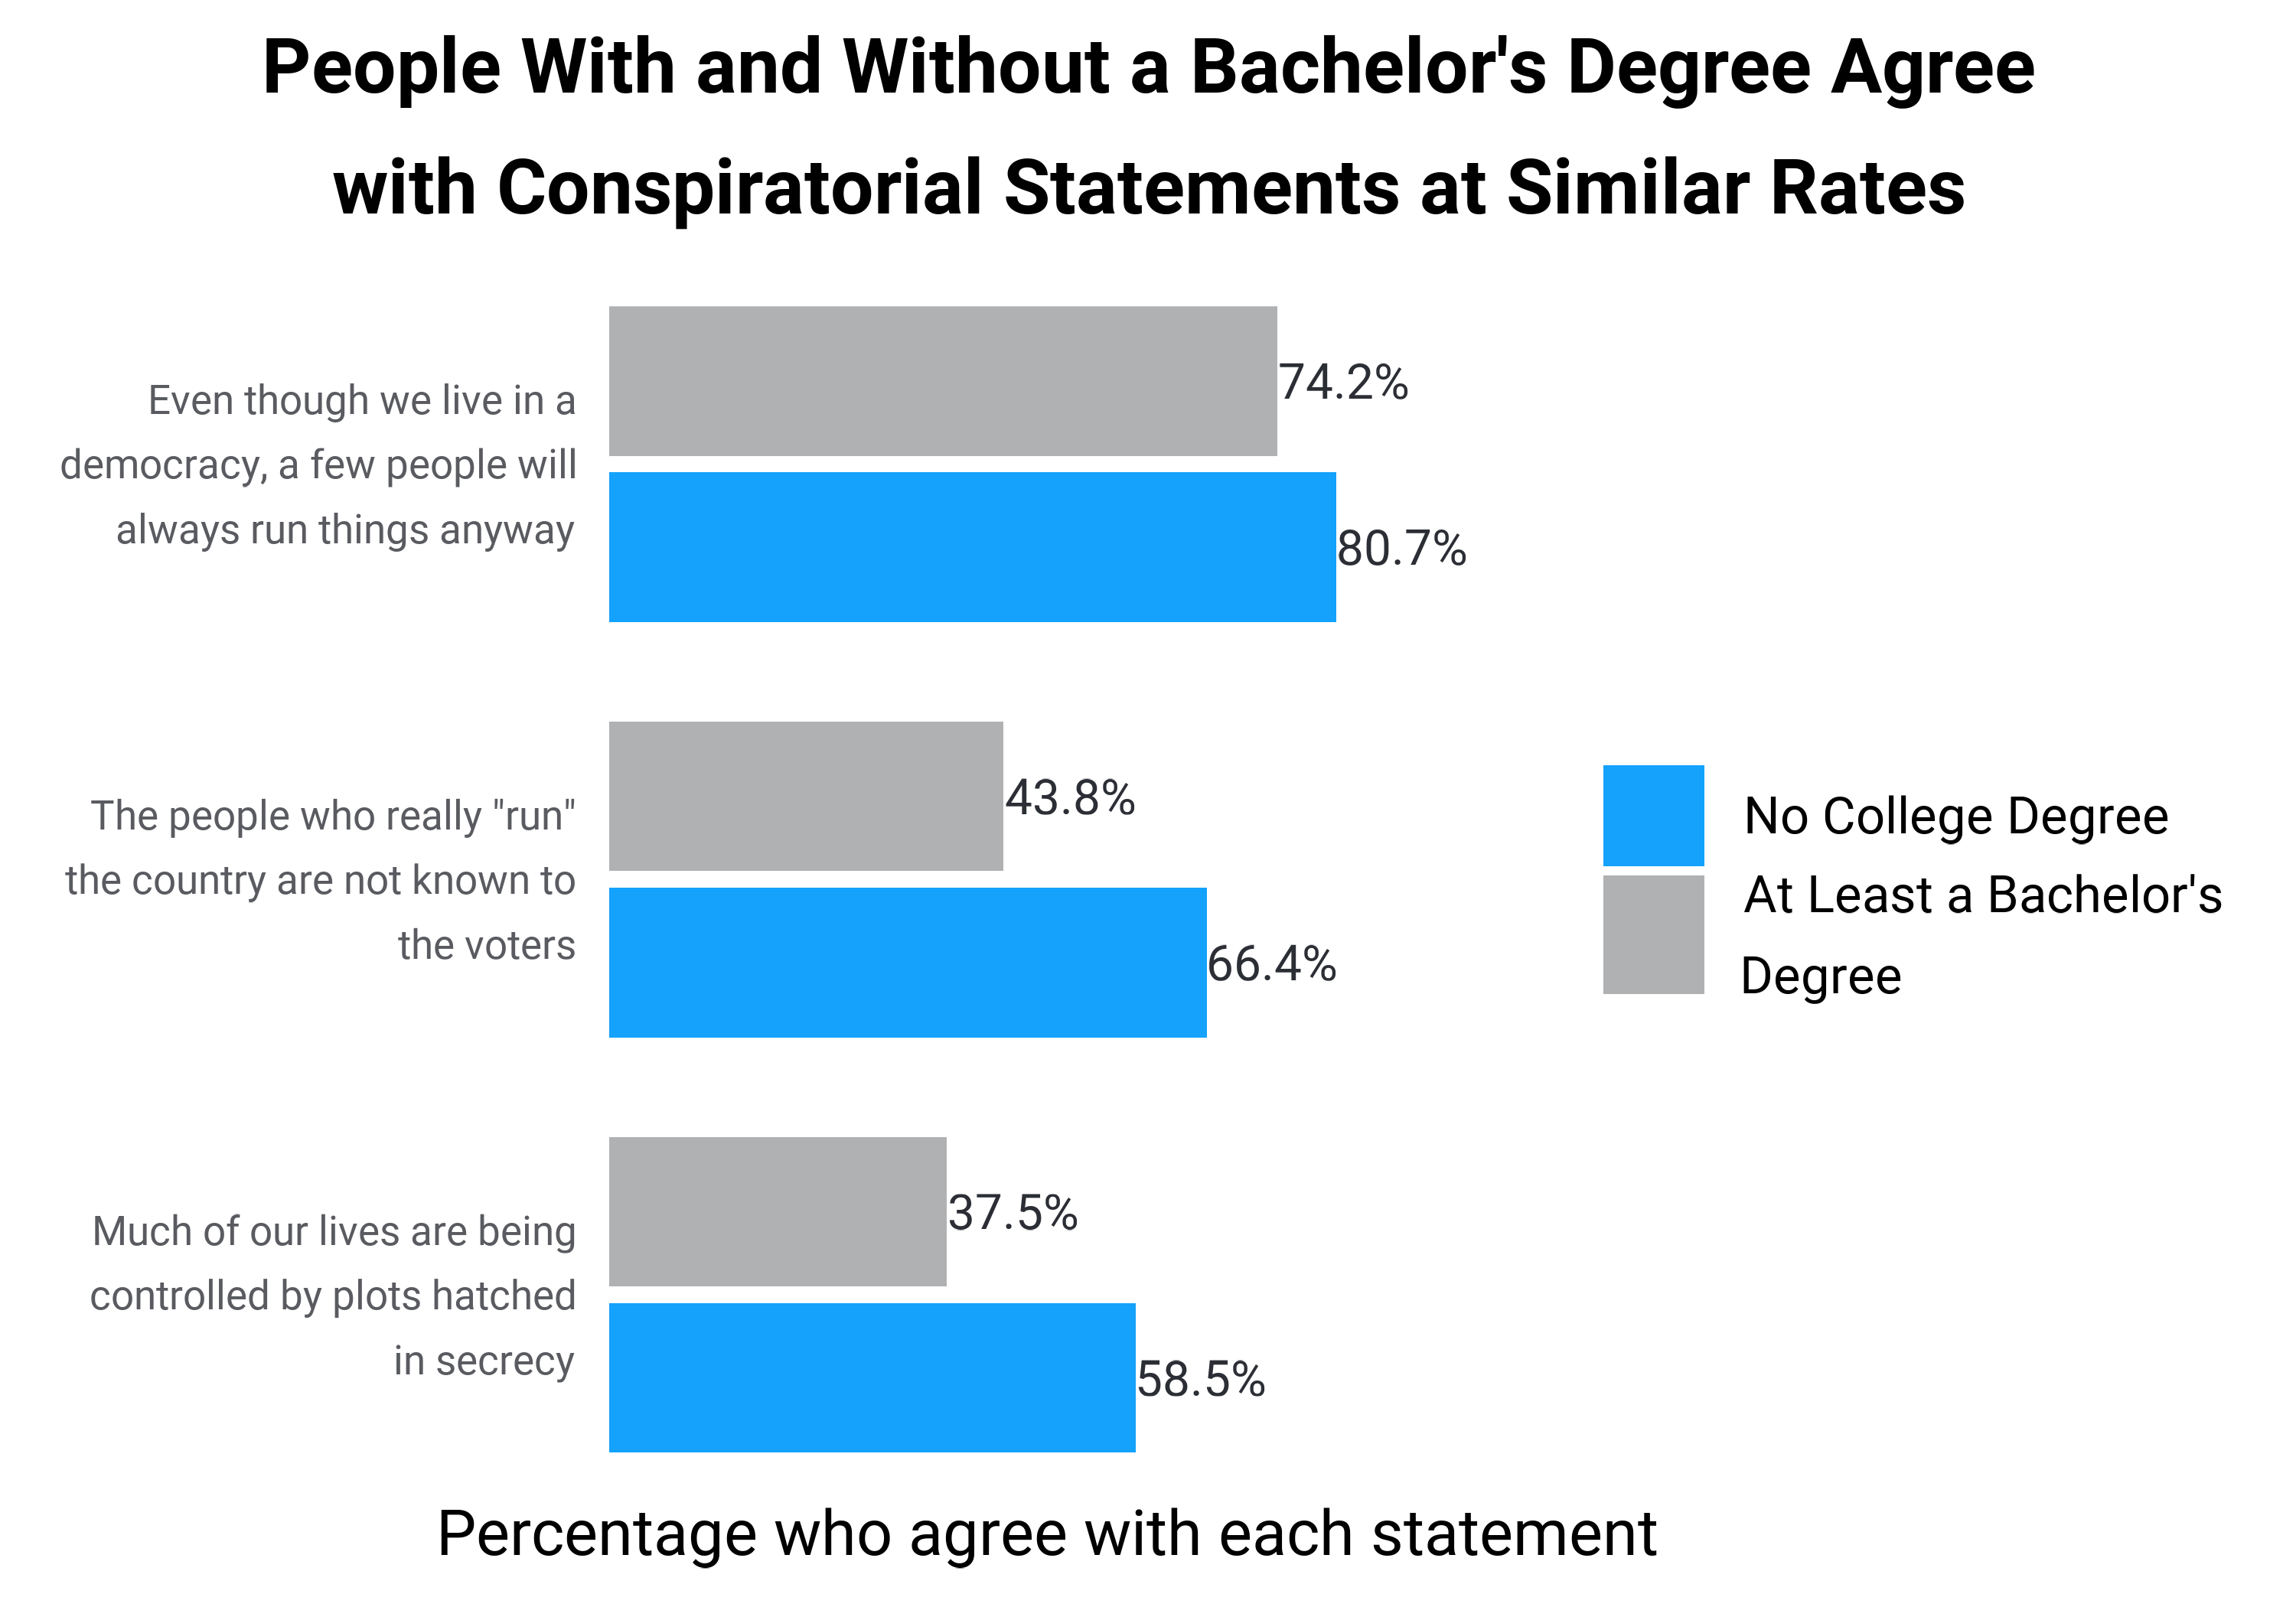 People With and Without a Bachelor's Degree Agree
with Conspiratorial Statements at Similar Rates
Even though we live in a
democracy, a few people will
always run things anyway
74.2%
80.7%
The people who really "run"
the country are not known to
the voters
43.8%
66.4%
No College Degree
At Least a Bachelor's
Degree
Much of our lives are being
controlled by plots hatched
in secrecy
37.5%
58.5%
Percentage who agree with each statement